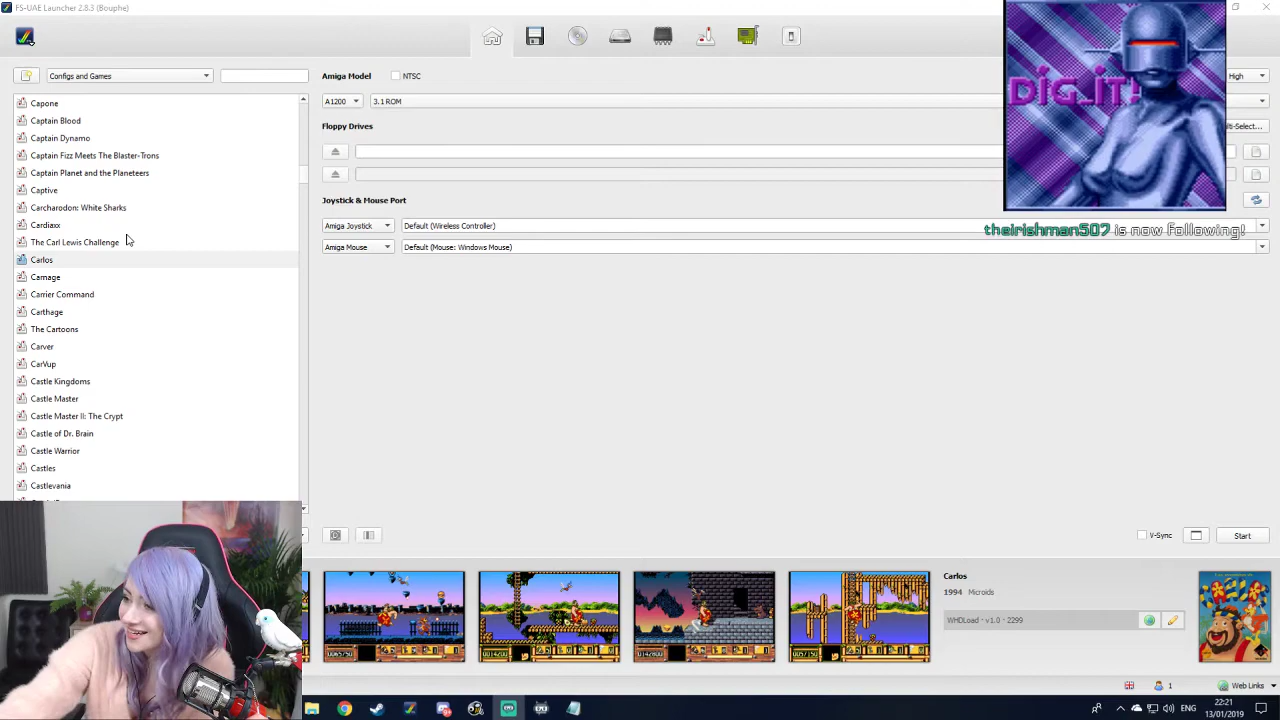 FS-UAE Launcher 2.8.3 (Bouphe)
Configs and Games
Capone
Captain Blood
Captain Dynamo
Captain Fizz Meets The Blaster-Trons
Captain Planet and the Planeteers
Captive
Carcharodon: White Sharks
Cardiaxx
The Carl Lewis Challenge
Carlos
Carnage
Carrier Command
Carthage
The Cartoons
Carver
CarVup
Castle Kingdoms
Castle Master
Castle Master II: The Crypt
Castle of Dr. Brain
Castle Warrior
Castles
Castlevania
Amiga Model
NTSC
High
A1200
3.1 ROM
Floppy Drives
Joystick & Mouse Port
Amiga Joystick
Default (Wireless Controller)
Amiga Mouse
Default (Mouse: Windows Mouse)
DiG_iT!
theirishman507 is now following!
V-Sync
Start
Carlos
1994 Microids
WHDLoad · v1.0 · 2299
1
Web Links
ENG
22:21
13/01/2019